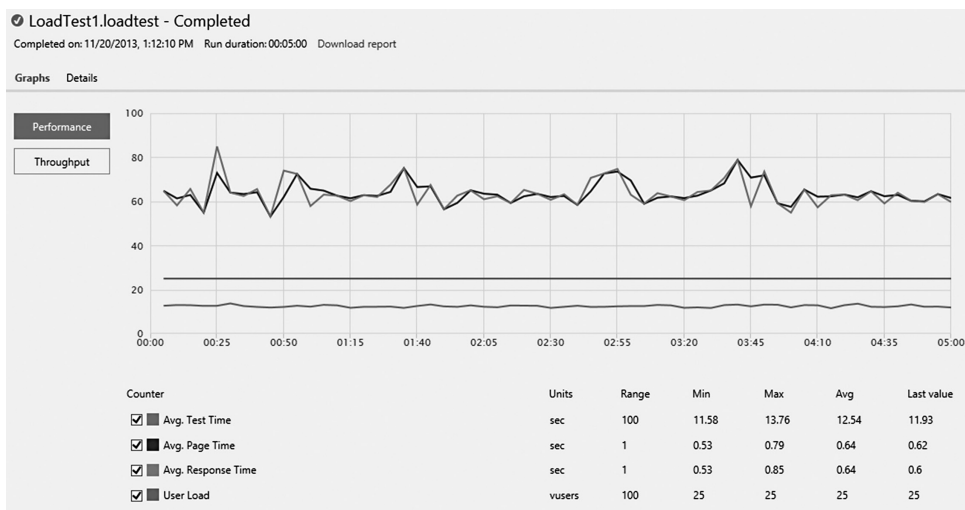 LoadTest1.loadtest - Completed
Completed on: 11/20/2013, 1:12:10 PM Run duration: 00:05:00 Download report
Graphs Details
Performance
Throughput
100
80
60
40
20
0
00:00 00:25 00:50 01:15 01:40 02:05 02:30 02:55 03:20 03:45 04:10 04:35 05:00
Counter Units Range Min Max Avg Last value
Avg. Test Time sec 100 11.58 13.76 12.54 11.93
Avg. Page Time sec 1 0.53 0.79 0.64 0.62
Avg. Response Time sec 1 0.53 0.85 0.64 0.6
User Load vusers 100 25 25 25 25